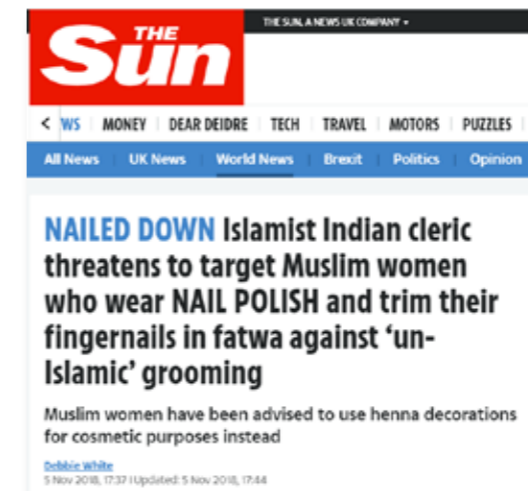 THE SUN, A NEWS UK COMPANY
THE
Sun
< WS MONEY DEAR DEIDRE TECH TRAVEL MOTORS PUZZLES
All News UK News World News Brexit Politics Opinion
NAILED DOWN Islamist Indian cleric
threatens to target Muslim women
who wear NAIL POLISH and trim their
fingernails in fatwa against ‘un-
Islamic’ grooming
Muslim women have been advised to use henna decorations
for cosmetic purposes instead
Debbie White
5 Nov 2018, 17:37 | Updated: 5 Nov 2018, 17:44